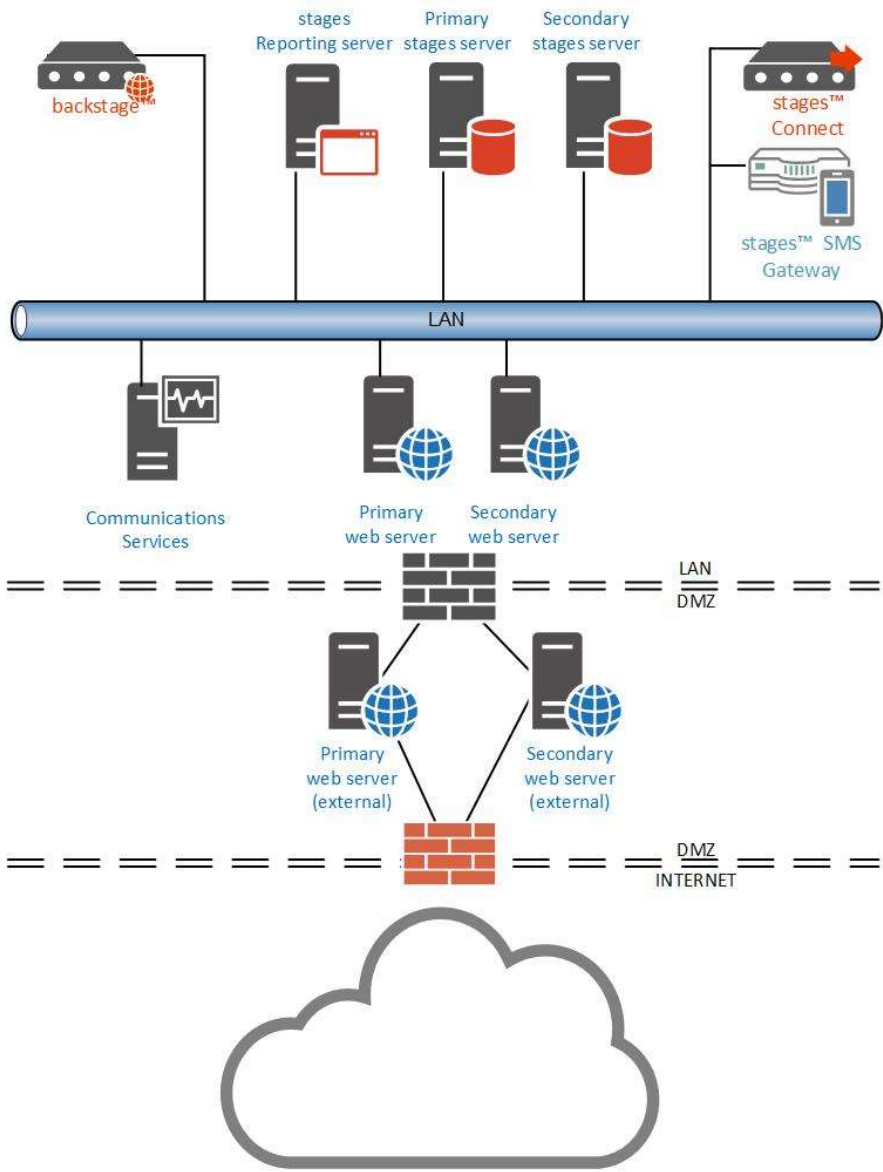 stages
Reporting server
Primary
stages server
Secondary
stages server
backstage™
stages™
Connect
stages™ SMS
Gateway
LAN
Communications
Services
Primary
web server
Secondary
web server
LAN
DMZ
Primary
web server
(external)
Secondary
web server
(external)
DMZ
INTERNET